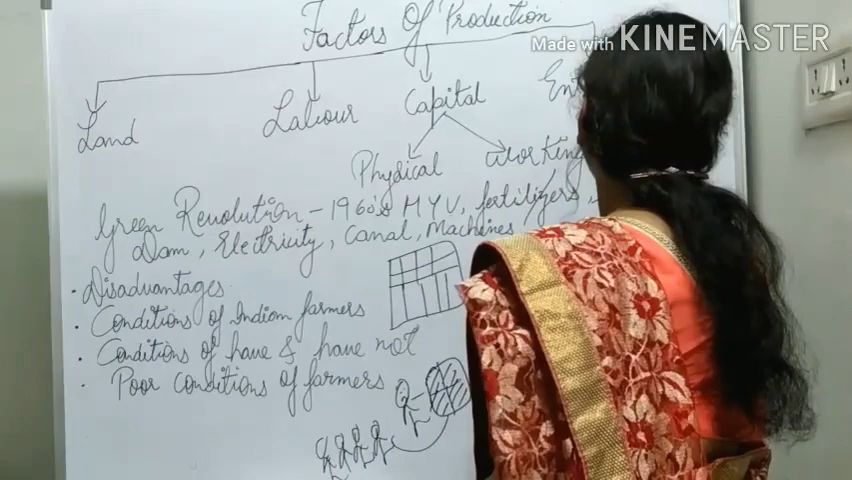 Factors Of Production
Made with KINEMASTER
Land Labour Capital Ent
Physical Working
Green Revolution - 1960's HYV, fertilizers
Dam, Electricity, Canal, Machines
• Disadvantages
• Conditions of Indian farmers
• Conditions of have & have not
• Poor conditions of farmers